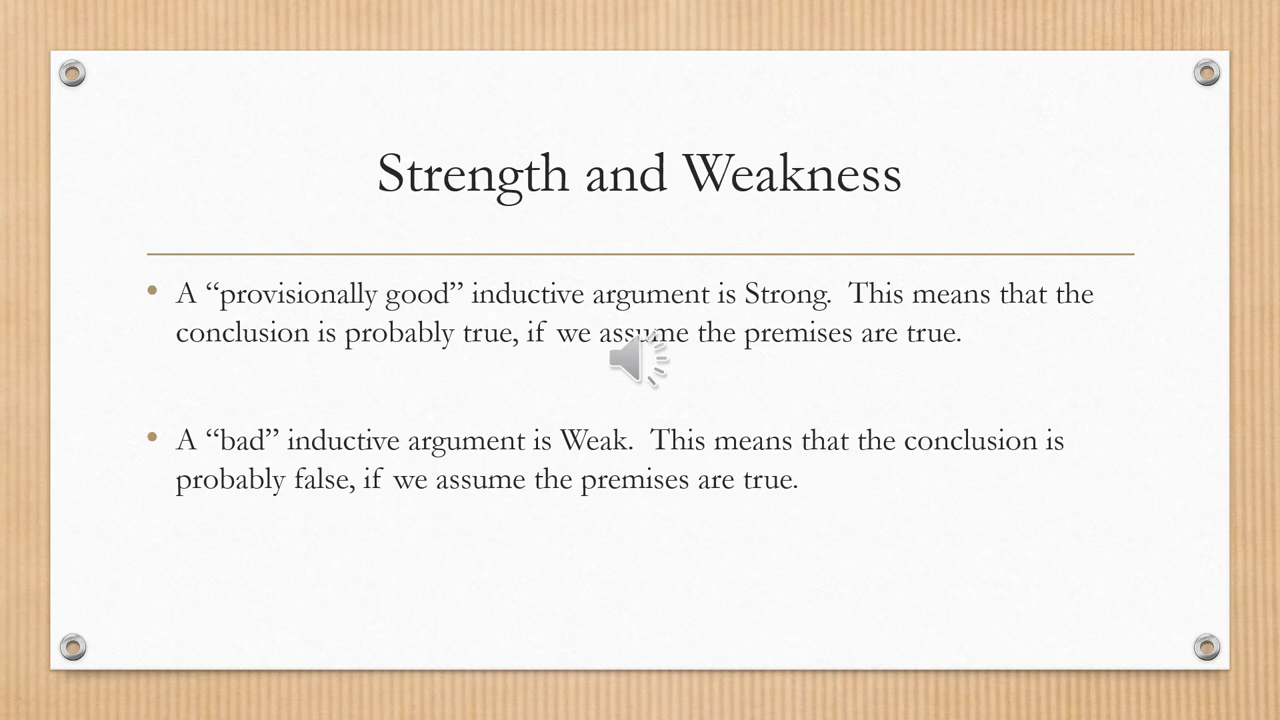 Strength and Weakness
• A “provisionally good” inductive argument is Strong.  This means that the
conclusion is probably true, if we assume the premises are true.
• A “bad” inductive argument is Weak.  This means that the conclusion is
probably false, if we assume the premises are true.